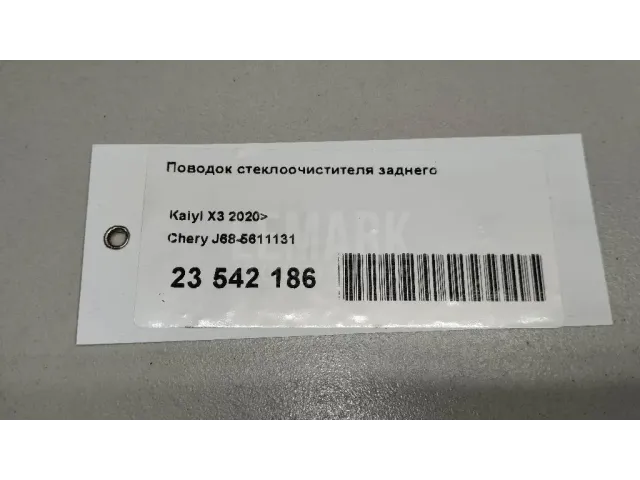 Поводок стеклоочистителя заднего
Kaiyi X3 2020>
Chery J68-5611131
23 542 186